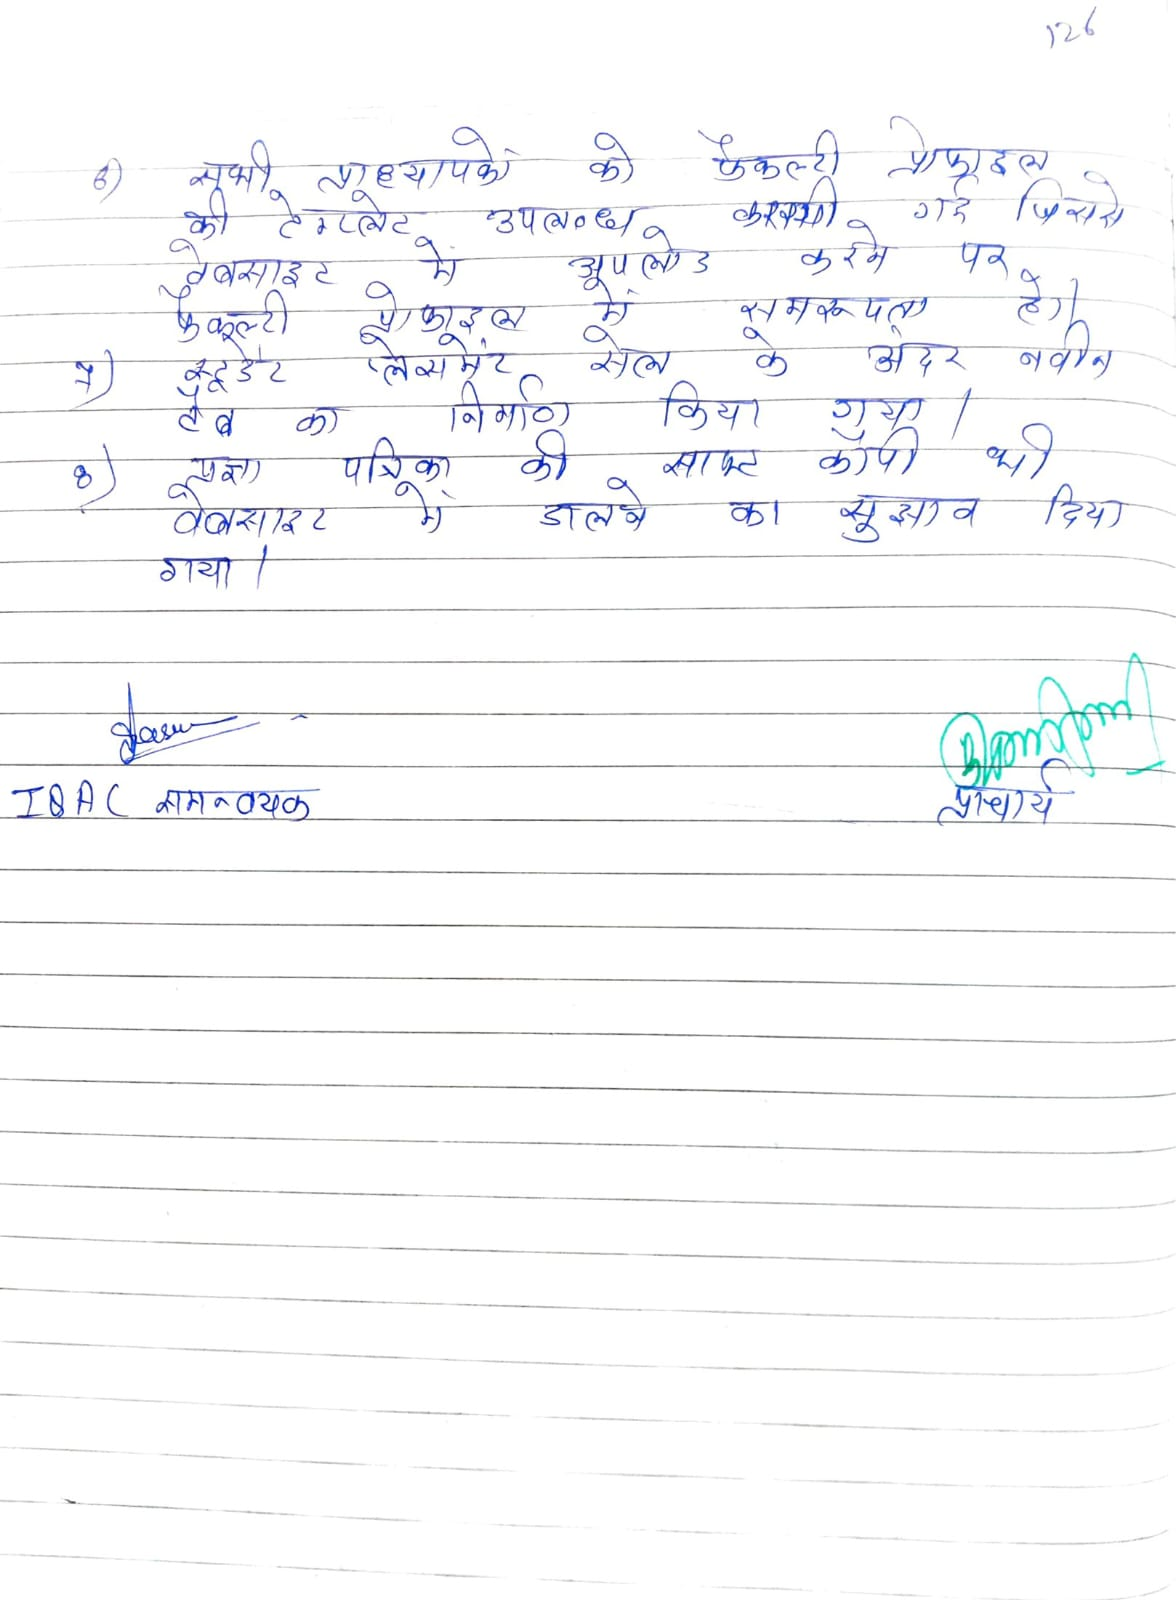 126
6) सभी प्राध्यापकों को फैकल्टी प्रोफाइल
की टेम्पलेट उपलब्ध करायी गई जिससे
वेबसाइट में अपलोड करने पर
फैकल्टी प्रोफाइल में समरूपता हो।
7) स्टूडेंट प्लेसमेंट सेल के अंदर नवीन
टैब का निर्माण किया गया।
8) प्रज्ञा पत्रिका की साफ्ट कॉपी भी
वेबसाइट में डालने का सुझाव दिया
गया।
IQAC समन्वयक
प्राचार्य